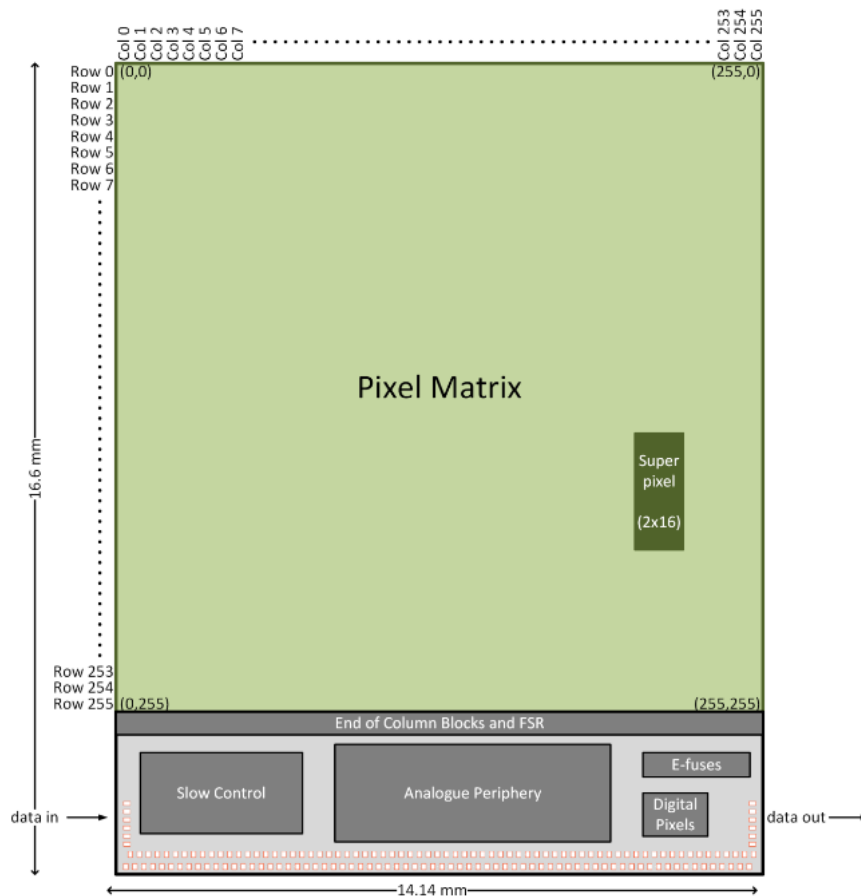 Col 0
Col 1
Col 2
Col 3
Col 4
Col 5
Col 6
Col 7
Col 253
Col 254
Col 255
Row 0
(0,0)
(255,0)
Row 1
Row 2
Row 3
Row 4
Row 5
Row 6
Row 7
Pixel Matrix
16.6 mm
Super
pixel
(2x16)
Row 253
Row 254
Row 255
(0,255)
(255,255)
End of Column Blocks and FSR
Slow Control
Analogue Periphery
E-fuses
Digital
Pixels
data in
data out
14.14 mm